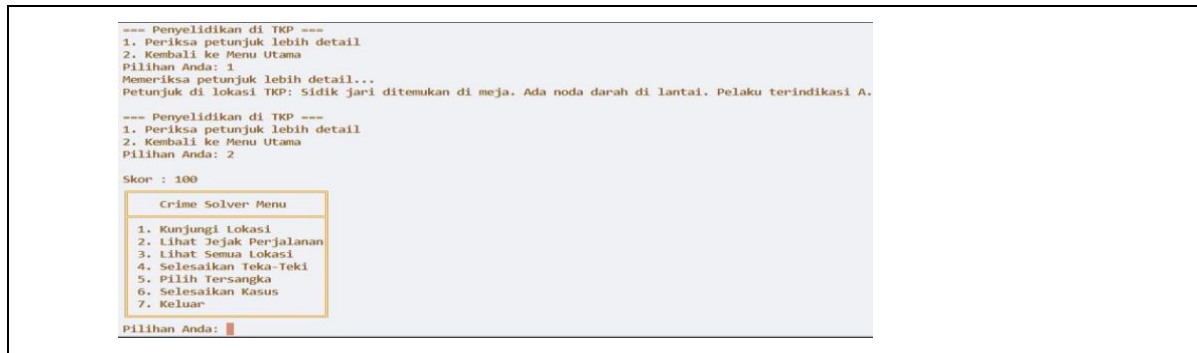 === Penyelidikan di TKP ===
1. Periksa petunjuk lebih detail
2. Kembali ke Menu Utama
Pilihan Anda: 1
Memeriksa petunjuk lebih detail...
Petunjuk di lokasi TKP: Sidik jari ditemukan di meja. Ada noda darah di lantai. Pelaku terindikasi A.
=== Penyelidikan di TKP ===
1. Periksa petunjuk lebih detail
2. Kembali ke Menu Utama
Pilihan Anda: 2
Skor : 100
Crime Solver Menu
1. Kunjungi Lokasi
2. Lihat Jejak Perjalanan
3. Lihat Semua Lokasi
4. Selesaikan Teka-Teki
5. Pilih Tersangka
6. Selesaikan Kasus
7. Keluar
Pilihan Anda: